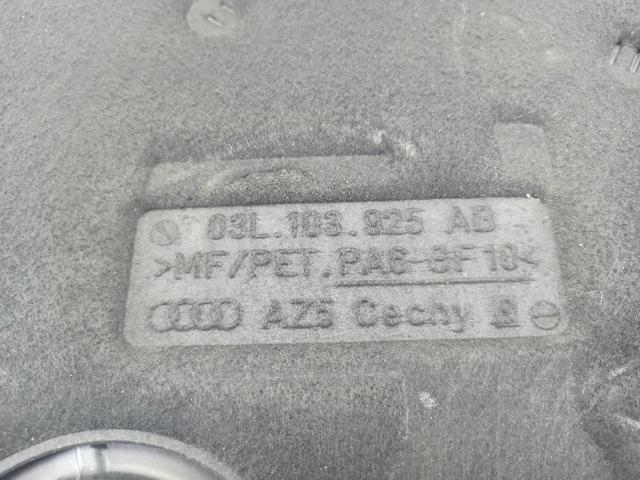 03L.103.925 AB
>MF/PET.PA6-GF10<
AZ5 Cechy